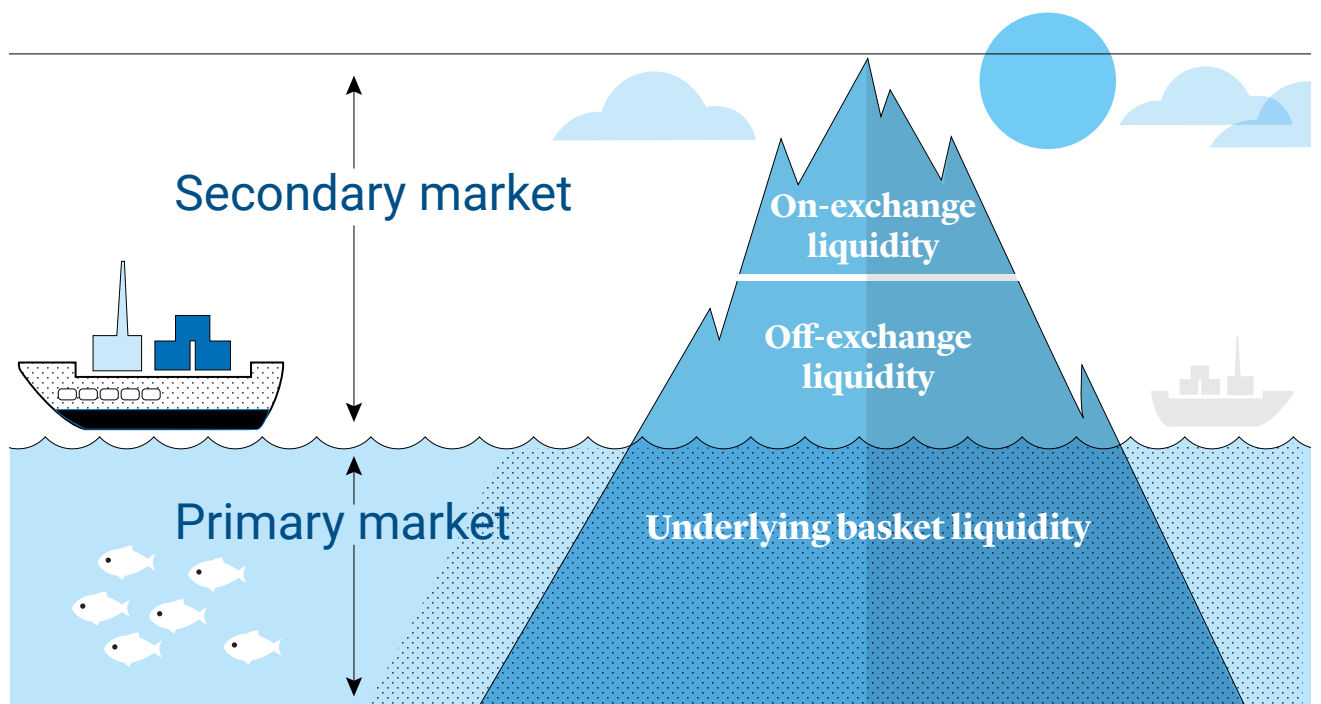 Secondary market
On-exchange
liquidity
Off-exchange
liquidity
Primary market
Underlying basket liquidity